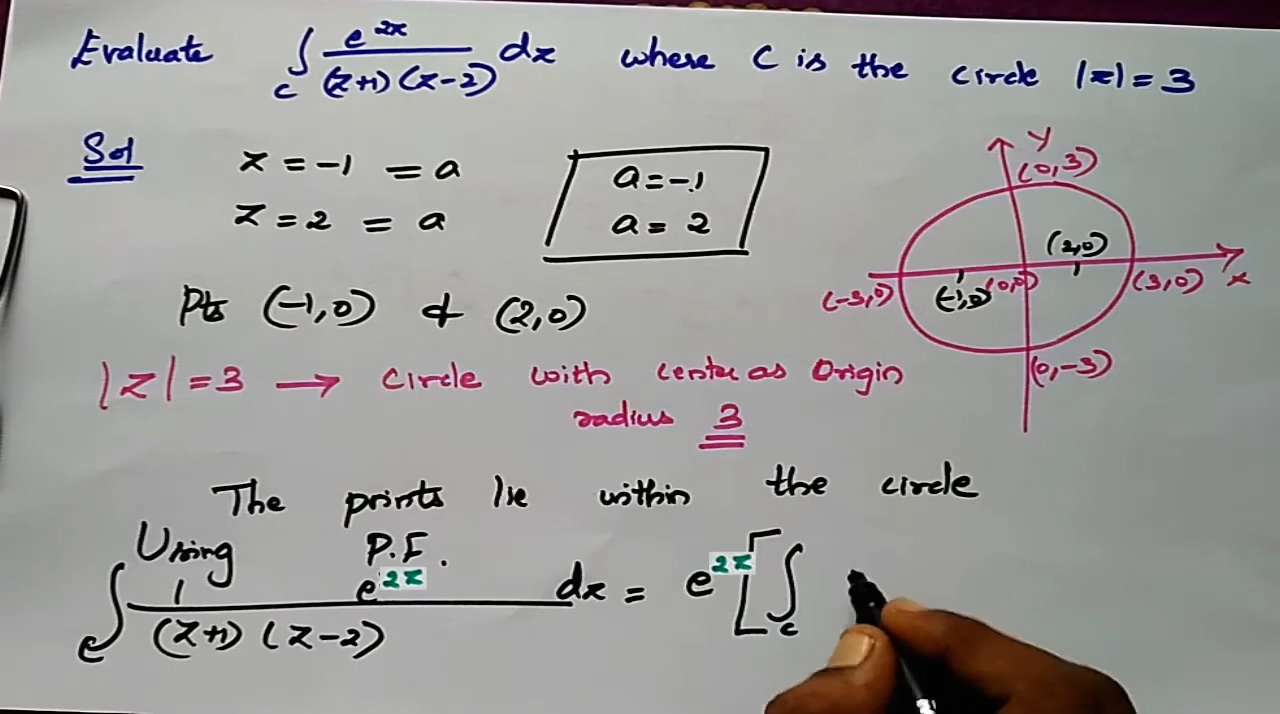 Evaluate ∫_C e^{2z}/((z+1)(z-2)) dz where C is the circle |z| = 3
Sol
z = -1 = a
z = 2 = a
a = -1
a = 2
Pts (-1,0) & (2,0)
y
(0,3)
(2,0)
(-3,0) (-1,0) (0,0) (3,0) x
(0,-3)
|z| = 3 → circle with center as Origin
radius 3
The points lie within the circle
Using P.F.
∫_c 1 e^{2z}/((z+1)(z-2)) dz = e^{2z} [∫_c